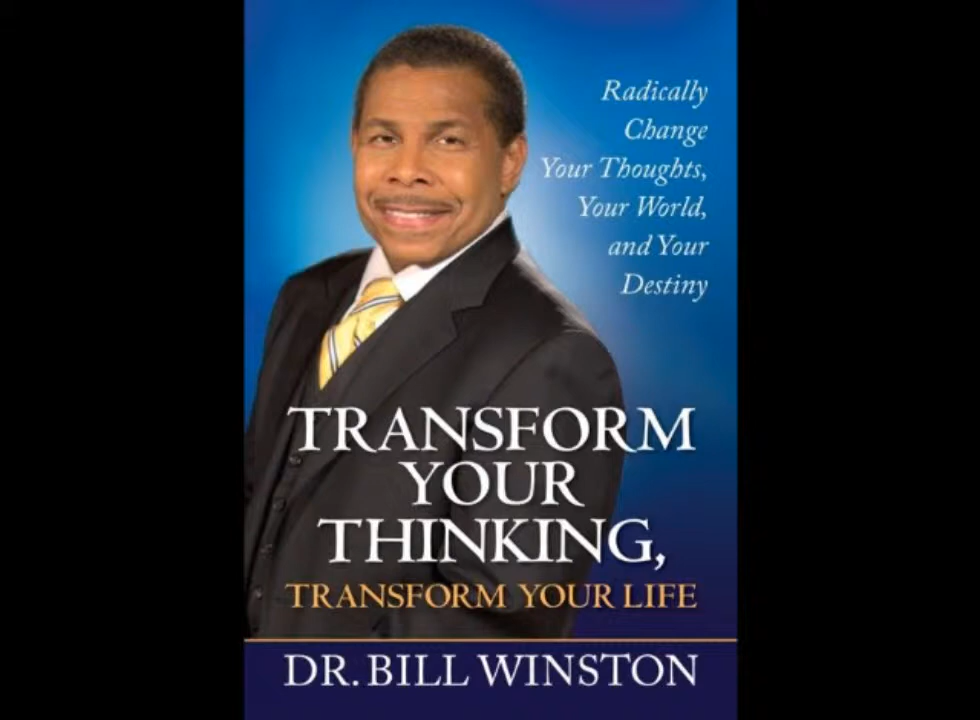 Radically
Change
Your Thoughts,
Your World,
and Your
Destiny
TRANSFORM
YOUR
THINKING,
TRANSFORM YOUR LIFE
DR. BILL WINSTON